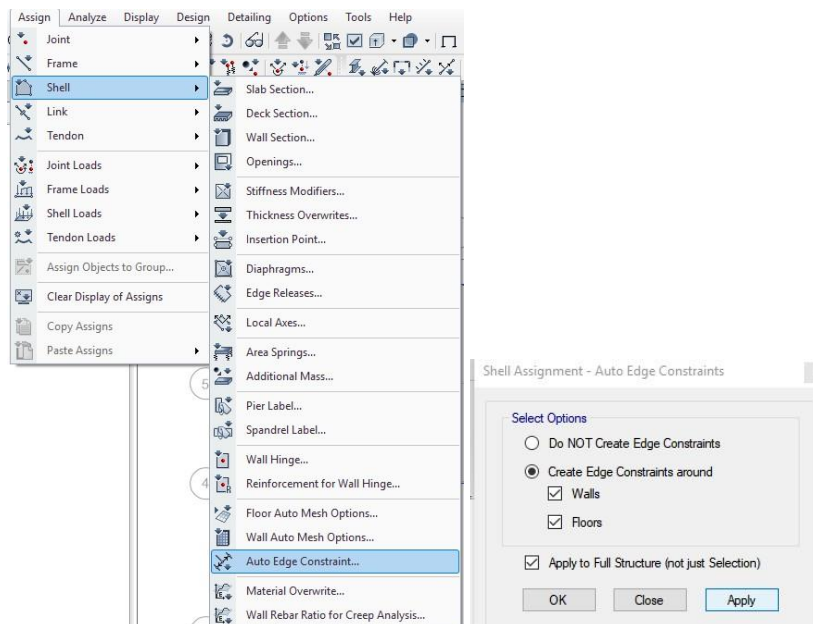 Assign Analyze Display Design Detailing Options Tools Help
Joint
Frame
Shell
Link
Tendon
Joint Loads
Frame Loads
Shell Loads
Tendon Loads
Assign Objects to Group...
Clear Display of Assigns
Copy Assigns
Paste Assigns
Slab Section...
Deck Section...
Wall Section...
Openings...
Stiffness Modifiers...
Thickness Overwrites...
Insertion Point...
Diaphragms...
Edge Releases...
Local Axes...
Area Springs...
Additional Mass...
Pier Label...
Spandrel Label...
Wall Hinge...
Reinforcement for Wall Hinge...
Floor Auto Mesh Options...
Wall Auto Mesh Options...
Auto Edge Constraint...
Material Overwrite...
Wall Rebar Ratio for Creep Analysis...
5
4
Shell Assignment - Auto Edge Constraints
Select Options
Do NOT Create Edge Constraints
Create Edge Constraints around
Walls
Floors
Apply to Full Structure (not just Selection)
OK Close Apply